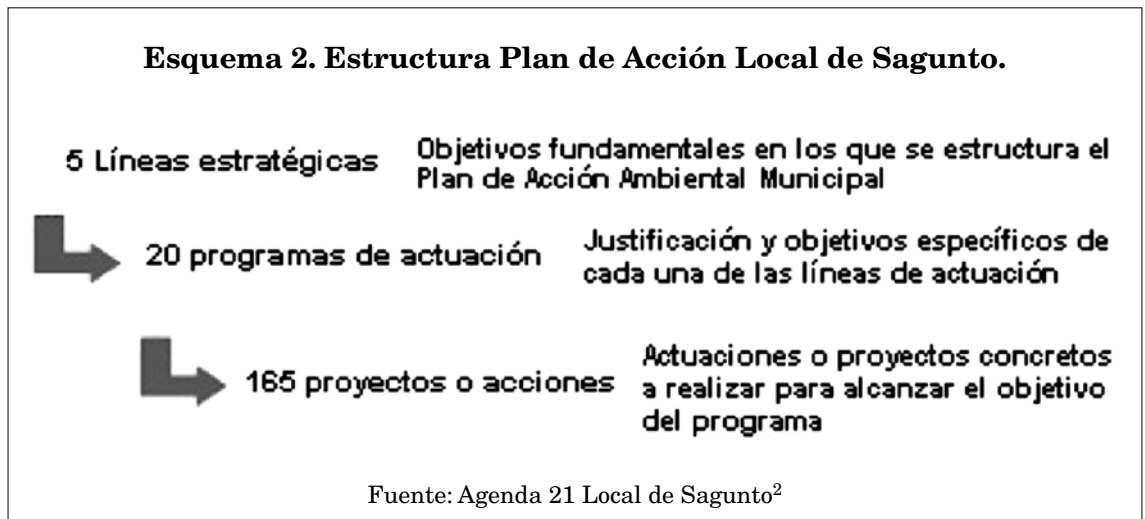 Esquema 2. Estructura Plan de Acción Local de Sagunto.
5 Líneas estratégicas
Objetivos fundamentales en los que se estructura el
Plan de Acción Ambiental Municipal
20 programas de actuación
Justificación y objetivos específicos de
cada una de las líneas de actuación
165 proyectos o acciones
Actuaciones o proyectos concretos
a realizar para alcanzar el objetivo
del programa
Fuente: Agenda 21 Local de Sagunto²